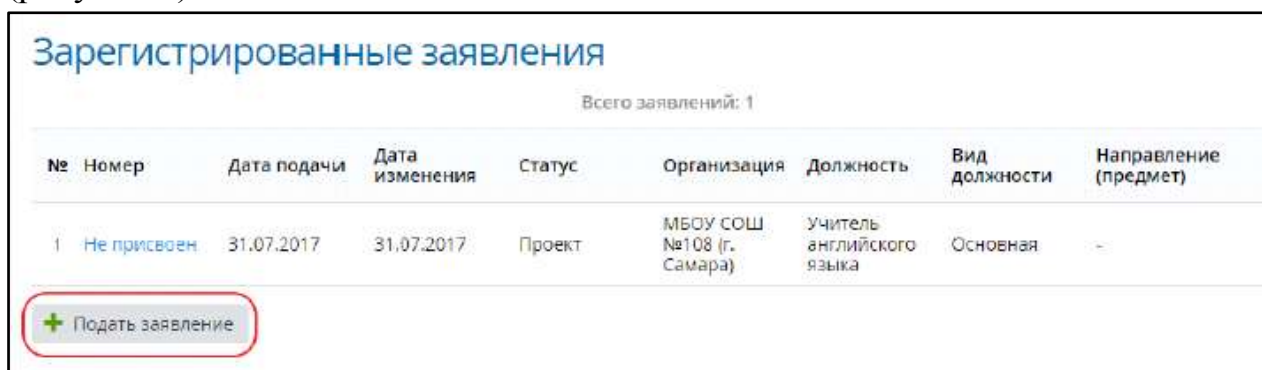 Зарегистрированные заявления
Всего заявлений: 1
№ Номер Дата подачи Дата изменения Статус Организация Должность Вид должности Направление (предмет)
1 Не присвоен 31.07.2017 31.07.2017 Проект МБОУ СОШ №108 (г. Самара) Учитель английского языка Основная -
+ Подать заявление